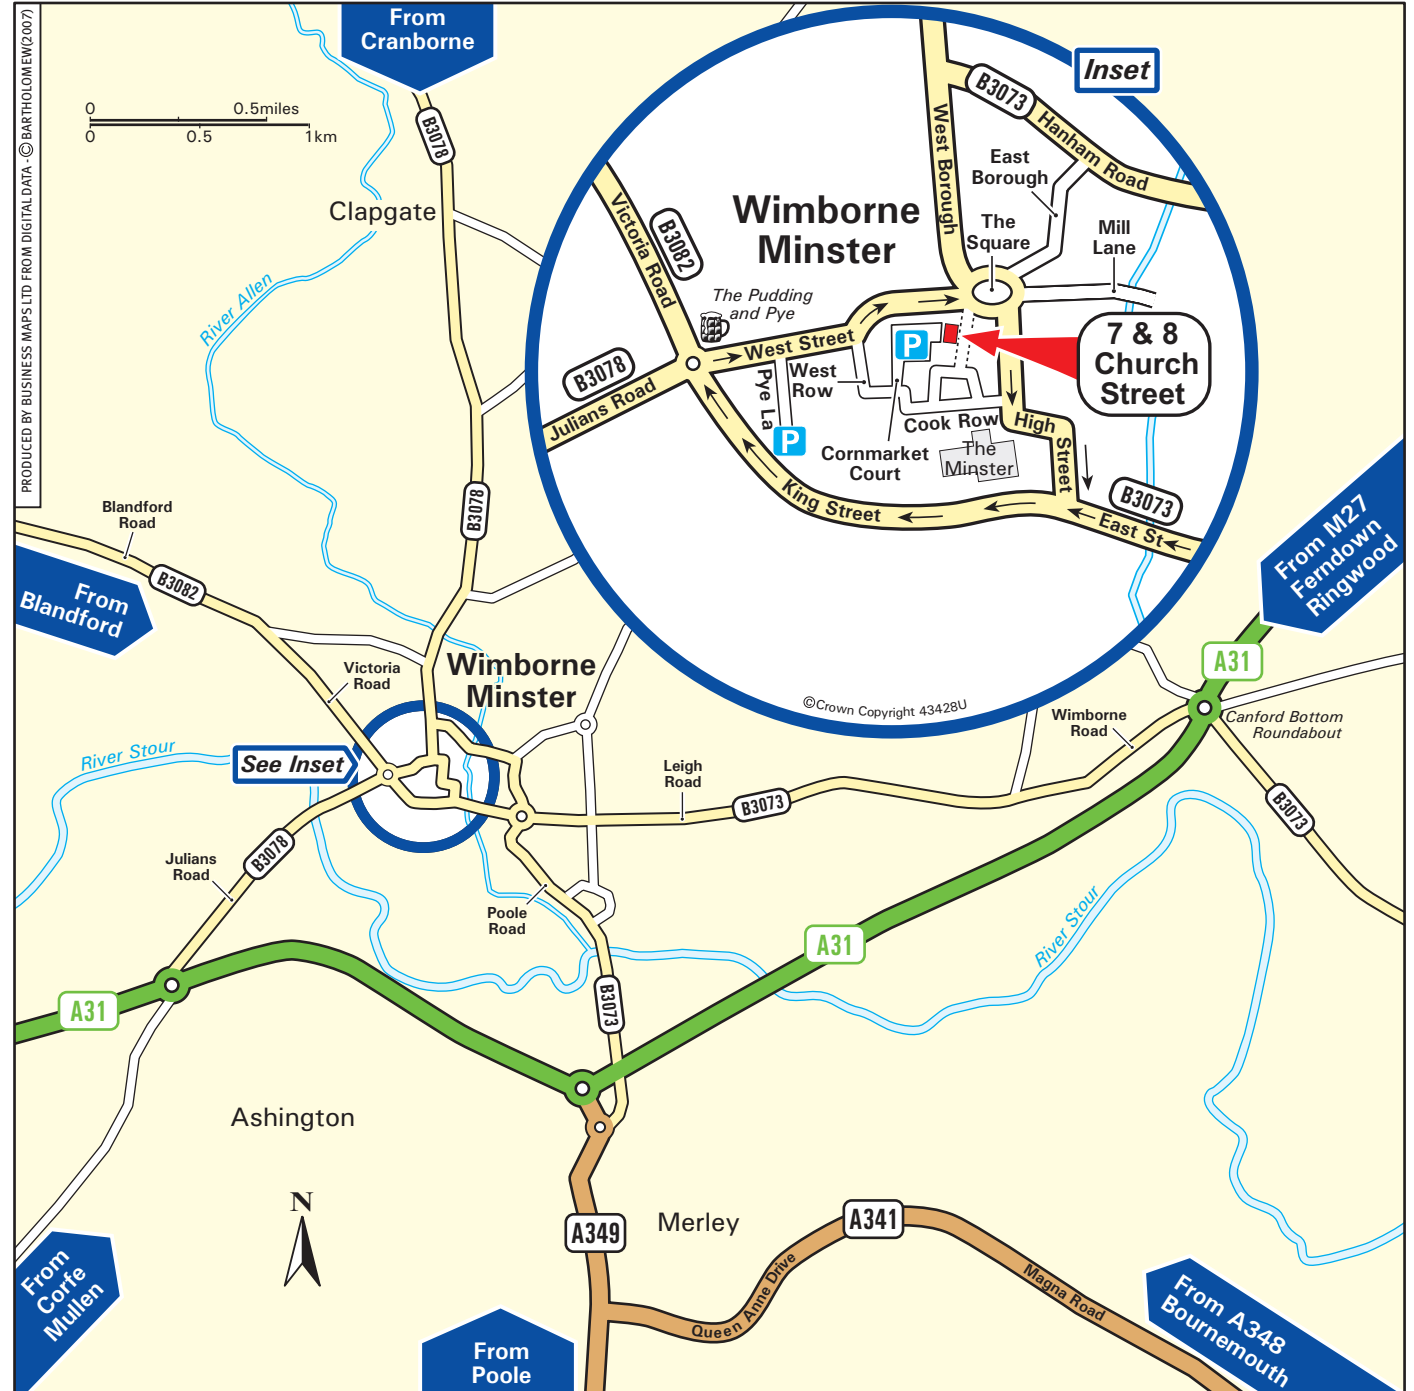 PRODUCED BY BUSINESS MAPS LTD FROM DIGITAL DATA - © BARTHOLOMEW(2007)
0 0.5miles
0 0.5 1km
From
Cranborne
B3078
Clapgate
River Allen
B3078
Blandford
Road
B3082
From
Blandford
Victoria
Road
Wimborne
Minster
See Inset
River Stour
Julians
Road
B3078
Leigh
Road
B3073
Poole
Road
B3073
Wimborne
Road
Canford Bottom
Roundabout
B3073
A31
From M27
Ferndown
Ringwood
A31
River Stour
A31
Ashington
N
From
Corfe
Mullen
A349
Merley
A341
Queen Anne Drive
Magna Road
From
Poole
From A348
Bournemouth
Inset
B3073
Hanham Road
West Borough
East
Borough
The
Square
Mill
Lane
Wimborne
Minster
Victoria Road
B3082
The Pudding
and Pye
West Street
P
7 & 8
Church
Street
B3078
Julians Road
Pye La
West
Row
P
Cook Row
Cornmarket
Court
The
Minster
High
Street
King Street
B3073
East St
©Crown Copyright 43428U